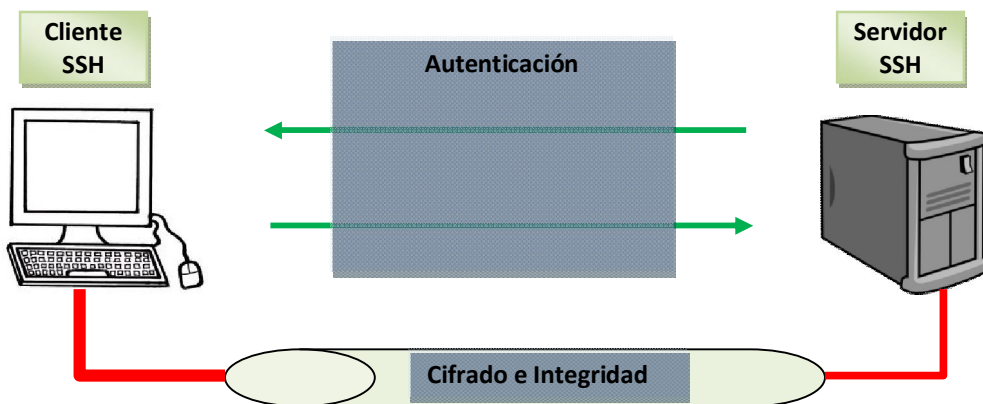 Cliente
SSH
Autenticación
Servidor
SSH
Cifrado e Integridad